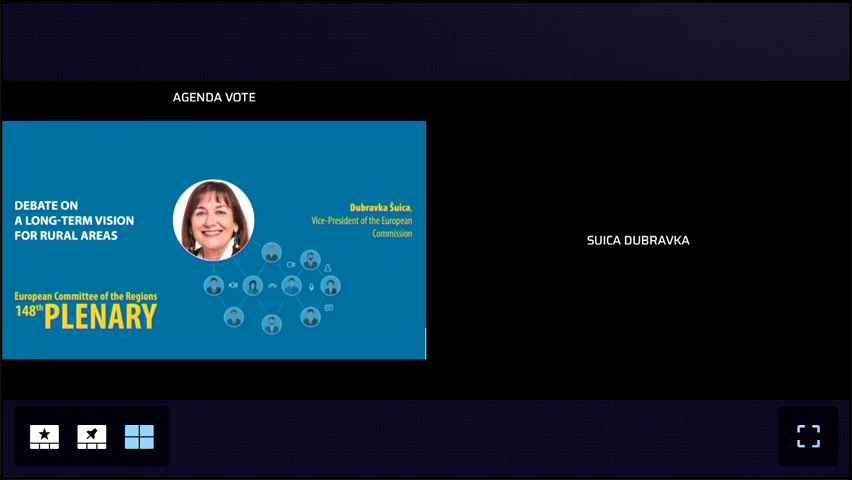 AGENDA VOTE
DEBATE ON
A LONG-TERM VISION
FOR RURAL AREAS
Dubravka Šuica,
Vice-President of the European
Commission
European Committee of the Regions
148th PLENARY
SUICA DUBRAVKA